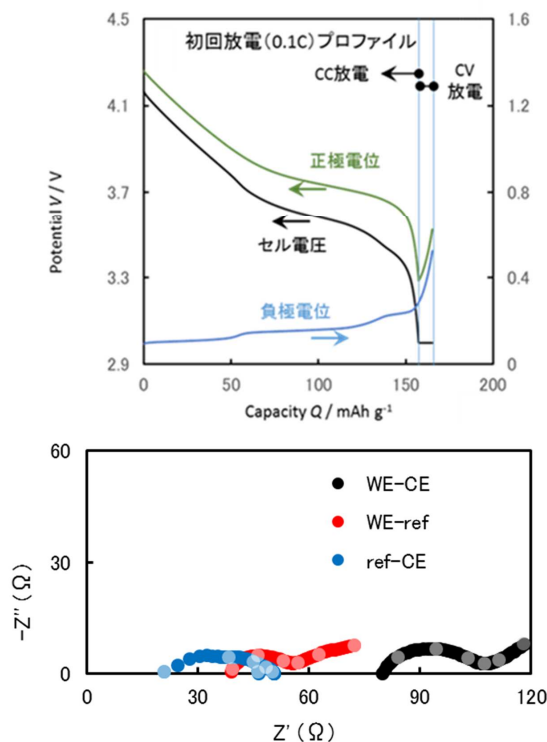 初回放電(0.1C)プロファイル
CC放電
CV
放電
正極電位
セル電圧
負極電位
4.5
4.1
3.7
3.3
2.9
1.6
1.2
0.8
0.4
0
0
50
100
150
200
Potential V / V
Capacity Q / mAh g⁻¹
60
30
0
-Z'' (Ω)
WE-CE
WE-ref
ref-CE
0
30
60
90
120
Z' (Ω)